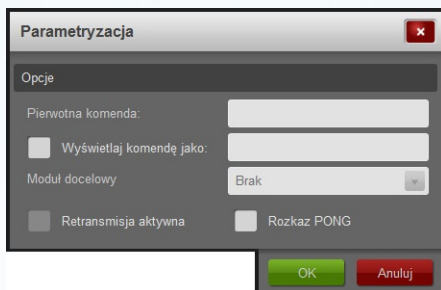 Parametryzacja
Opcje
Pierwotna komenda:
Wyświetlaj komendę jako:
Moduł docelowy Brak
Retransmisja aktywna Rozkaz PONG
OK Anuluj